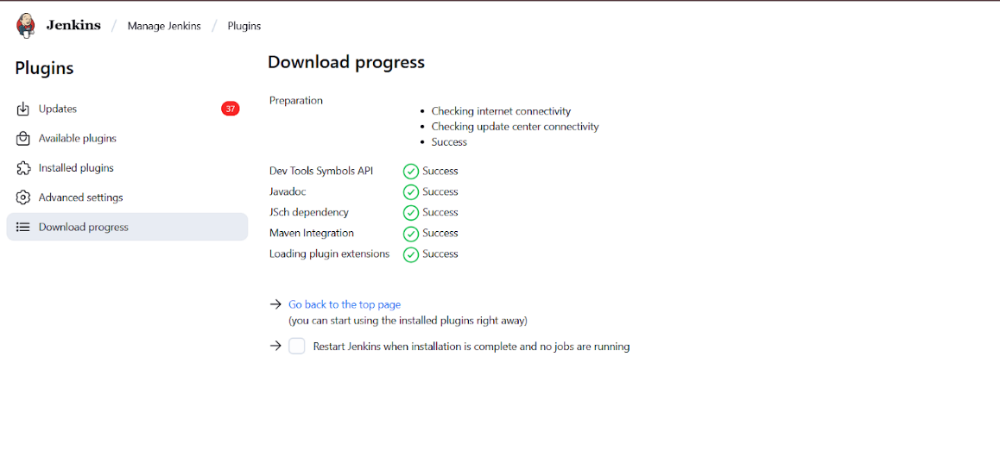 Jenkins / Manage Jenkins / Plugins
Plugins
Updates 37
Available plugins
Installed plugins
Advanced settings
Download progress
Download progress
Preparation
• Checking internet connectivity
• Checking update center connectivity
• Success
Dev Tools Symbols API Success
Javadoc Success
JSch dependency Success
Maven Integration Success
Loading plugin extensions Success
→ Go back to the top page
(you can start using the installed plugins right away)
→ Restart Jenkins when installation is complete and no jobs are running